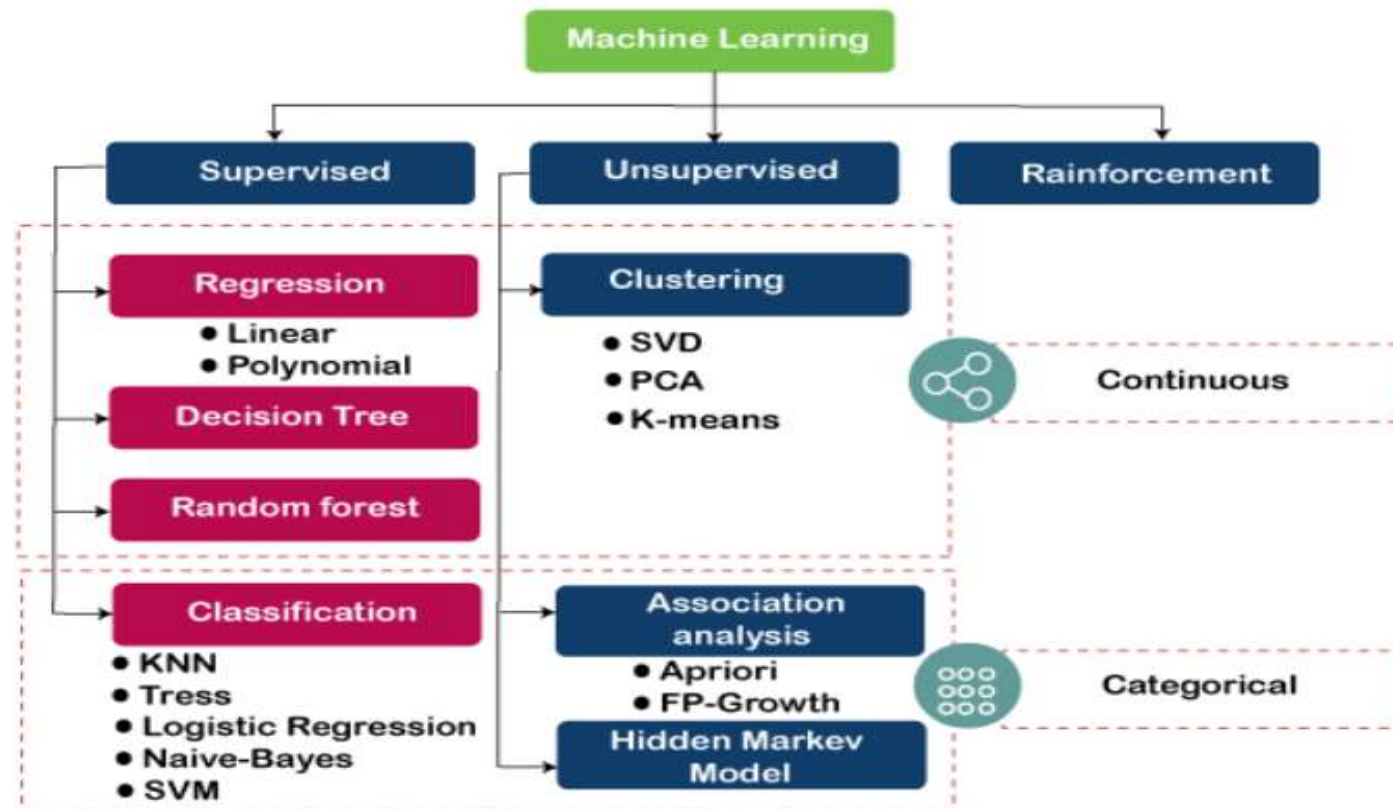 Machine Learning
Supervised
Unsupervised
Rainforcement
Regression
● Linear
● Polynomial
Decision Tree
Random forest
Clustering
● SVD
● PCA
● K-means
Continuous
Classification
● KNN
● Tress
● Logistic Regression
● Naive-Bayes
● SVM
Association
analysis
● Apriori
● FP-Growth
Hidden Markev
Model
Categorical